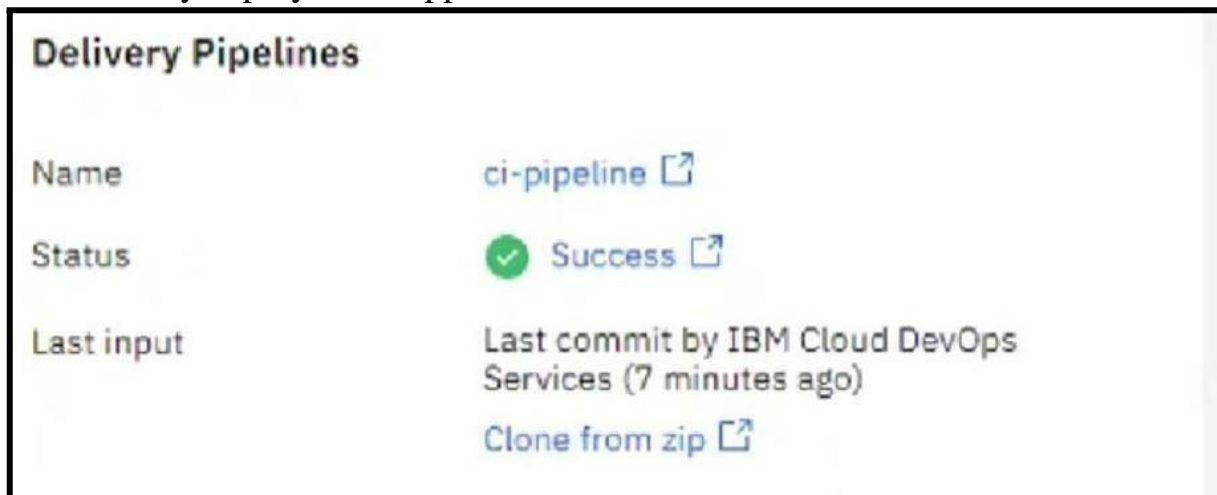 Delivery Pipelines
Name
ci-pipeline
Status
Success
Last input
Last commit by IBM Cloud DevOps
Services (7 minutes ago)
Clone from zip